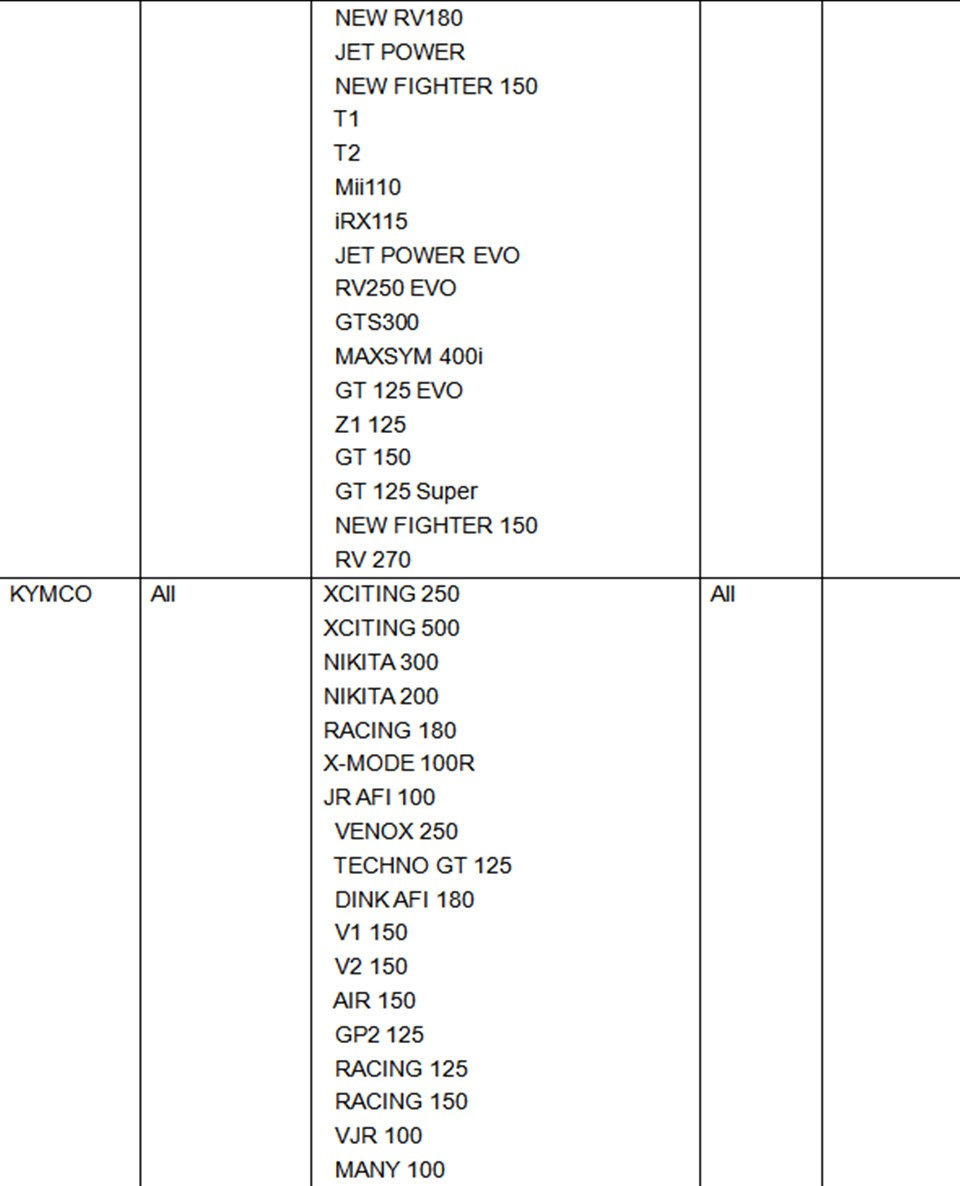 NEW RV180
JET POWER
NEW FIGHTER 150
T1
T2
Mii110
iRX115
JET POWER EVO
RV250 EVO
GTS300
MAXSYM 400i
GT 125 EVO
Z1 125
GT 150
GT 125 Super
NEW FIGHTER 150
RV 270
KYMCO All XCITING 250 All
XCITING 500
NIKITA 300
NIKITA 200
RACING 180
X-MODE 100R
JR AFI 100
VENOX 250
TECHNO GT 125
DINK AFI 180
V1 150
V2 150
AIR 150
GP2 125
RACING 125
RACING 150
VJR 100
MANY 100